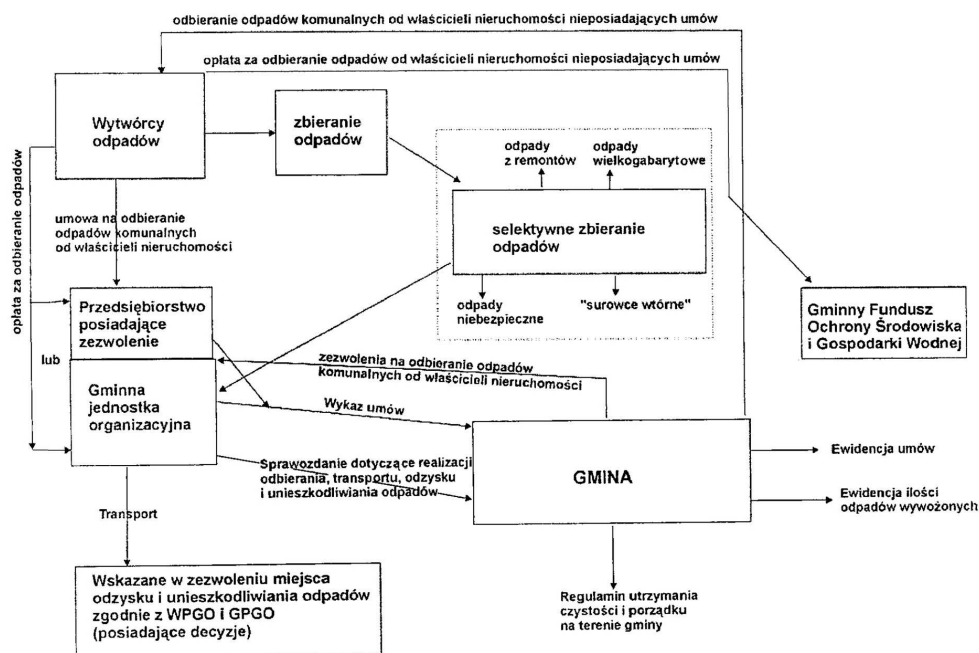 odbieranie odpadów komunalnych od właścicieli nieruchomości nieposiadających umów
opłata za odbieranie odpadów od właścicieli nieruchomości nieposiadających umów
Wytwórcy
odpadów
zbieranie
odpadów
odpady
z remontów
odpady
wielkogabarytowe
selektywne zbieranie
odpadów
odpady
niebezpieczne
"surowce wtórne"
opłata za odbieranie odpadów
umowa na odbieranie
odpadów komunalnych
od właścicieli nieruchomości
Przedsiębiorstwo
posiadające
zezwolenie
lub
Gminna
jednostka
organizacyjna
Gminny Fundusz
Ochrony Środowiska
i Gospodarki Wodnej
zezwolenia na odbieranie odpadów
komunalnych od właścicieli nieruchomości
Wykaz umów
Sprawozdanie dotyczące realizacji
odbierania, transportu, odzysku
i unieszkodliwiania odpadów
GMINA
Ewidencja umów
Ewidencja ilości
odpadów wywożonych
Transport
Wskazane w zezwoleniu miejsca
odzysku i unieszkodliwiania odpadów
zgodnie z WPGO i GPGO
(posiadające decyzje)
Regulamin utrzymania
czystości i porządku
na terenie gminy